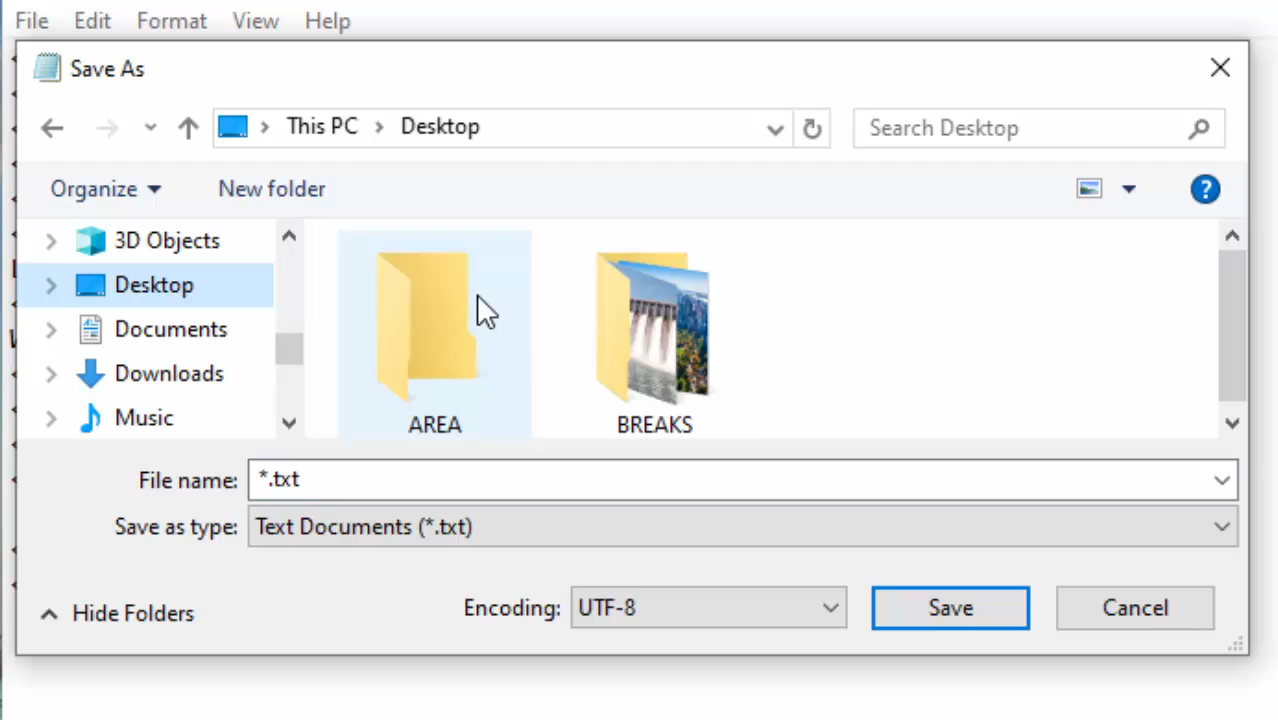 File Edit Format View Help
Save As
This PC Desktop
Search Desktop
Organize
New folder
3D Objects
Desktop
Documents
Downloads
Music
AREA
BREAKS
File name: *.txt
Save as type: Text Documents (*.txt)
Hide Folders
Encoding: UTF-8
Save
Cancel